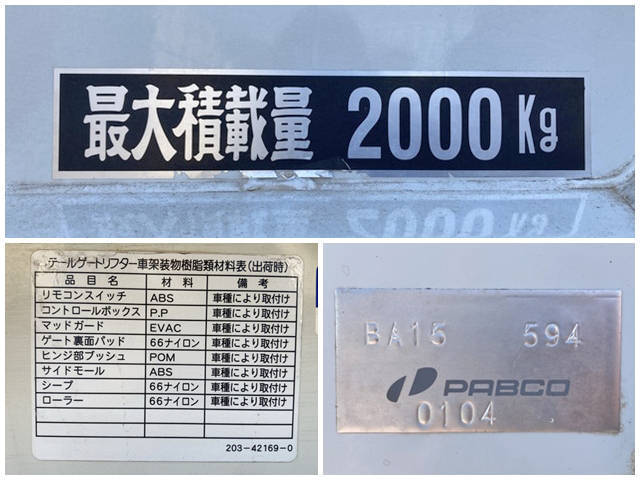 最大積載量 2000Kg
テールゲートリフター車架装物樹脂類材料表(出荷時)
品目名 材料 備考
リモコンスイッチ ABS 車種により取付け
コントロールボックス P.P 車種により取付け
マッドガード EVAC 車種により取付け
ゲート裏面パッド 66ナイロン 車種により取付け
ヒンジ部ブッシュ POM 車種により取付け
サイドモール ABS 車種により取付け
シーブ 66ナイロン 車種により取付け
ローラー 66ナイロン 車種により取付け
203-42169-0
BA15 594
PABCO
0104